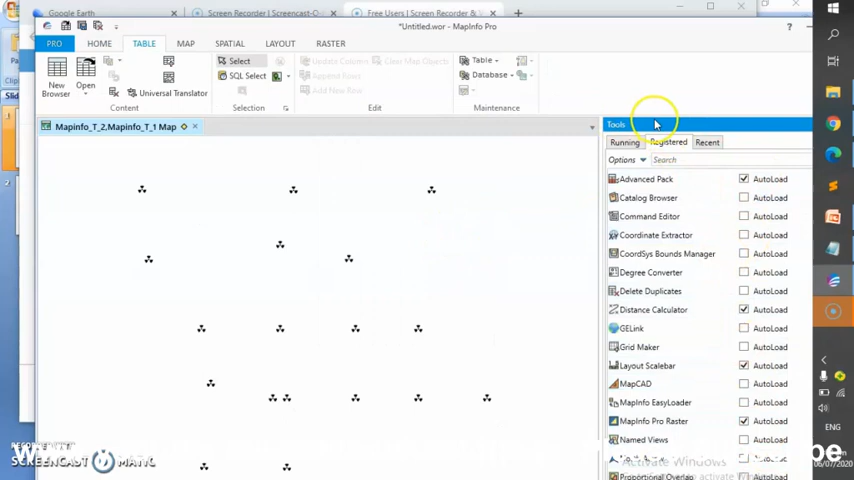 Google Earth
Screen Recorder | Screencast-O-
Free Users | Screen Recorder &
*Untitled.wor - MapInfo Pro
PRO HOME TABLE MAP SPATIAL LAYOUT RASTER
New Browser
Open
Universal Translator
Content
Select
SQL Select
Selection
Update Column
Clear Map Objects
Append Rows
Add New Row
Edit
Table
Database
Maintenance
Mapinfo_T_2,Mapinfo_T_1 Map
Tools
Running Registered Recent
Options Search
Advanced Pack AutoLoad
Catalog Browser AutoLoad
Command Editor AutoLoad
Coordinate Extractor AutoLoad
CoordSys Bounds Manager AutoLoad
Degree Converter AutoLoad
Delete Duplicates AutoLoad
Distance Calculator AutoLoad
GELink AutoLoad
Grid Maker AutoLoad
Layout Scalebar AutoLoad
MapCAD AutoLoad
MapInfo EasyLoader AutoLoad
MapInfo Pro Raster AutoLoad
Named Views AutoLoad
Proportional Overlap
Activate Windows
RECORDED WITH
SCREENCAST MATIC
ENG
06/07/2020